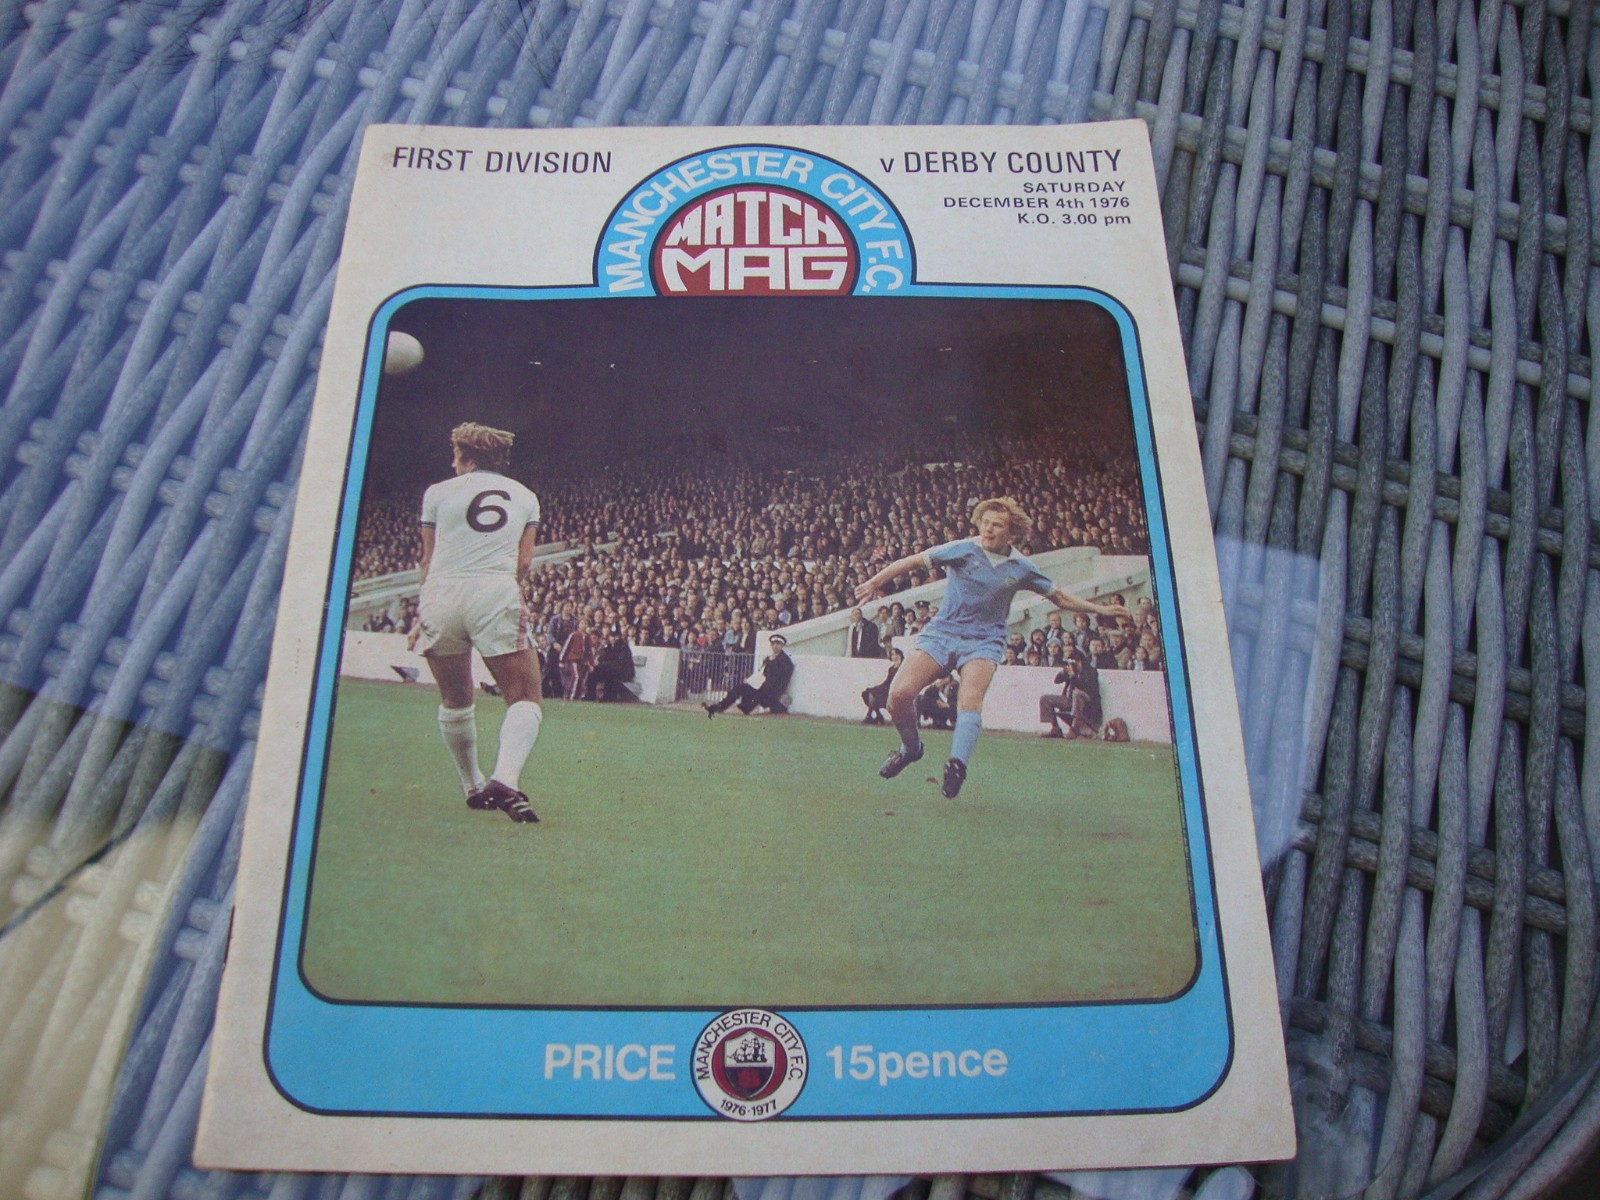 FIRST DIVISION
MANCHESTER CITY F.C.
MATCH
MAG
v DERBY COUNTY
SATURDAY
DECEMBER 4th 1976
K.O. 3.00 pm
6
PRICE
MANCHESTER CITY F.C.
1976-1977
15pence